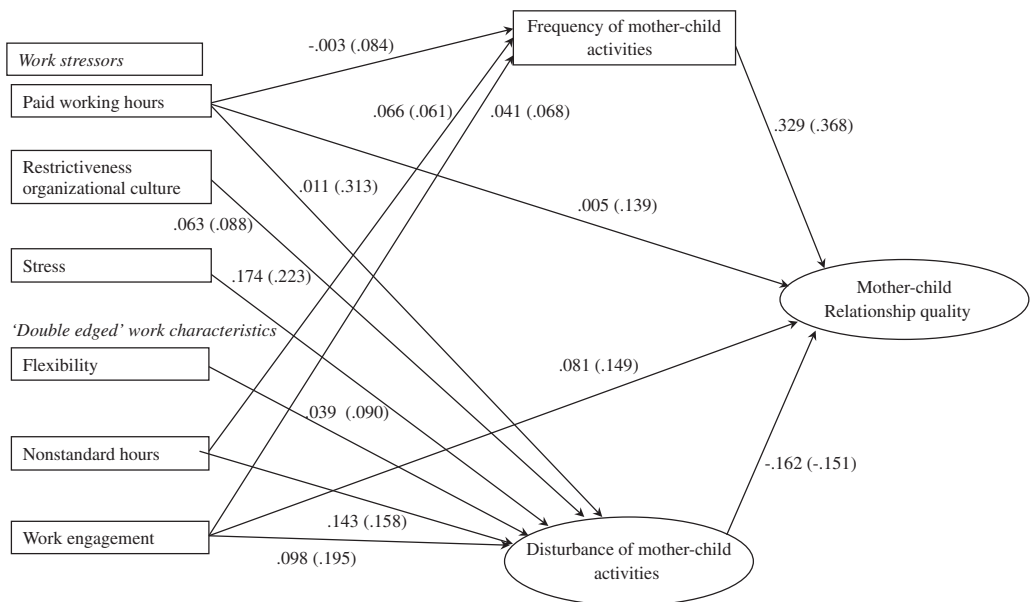 Work stressors
Paid working hours
Restrictiveness
organizational culture
Stress
'Double edged' work characteristics
Flexibility
Nonstandard hours
Work engagement
-.003 (.084)
.066 (.061)
.041 (.068)
.011 (.313)
.063 (.088)
.174 (.223)
.005 (.139)
.081 (.149)
.039 (.090)
.143 (.158)
.098 (.195)
Frequency of mother-child
activities
.329 (.368)
Mother-child
Relationship quality
-.162 (-.151)
Disturbance of mother-child
activities